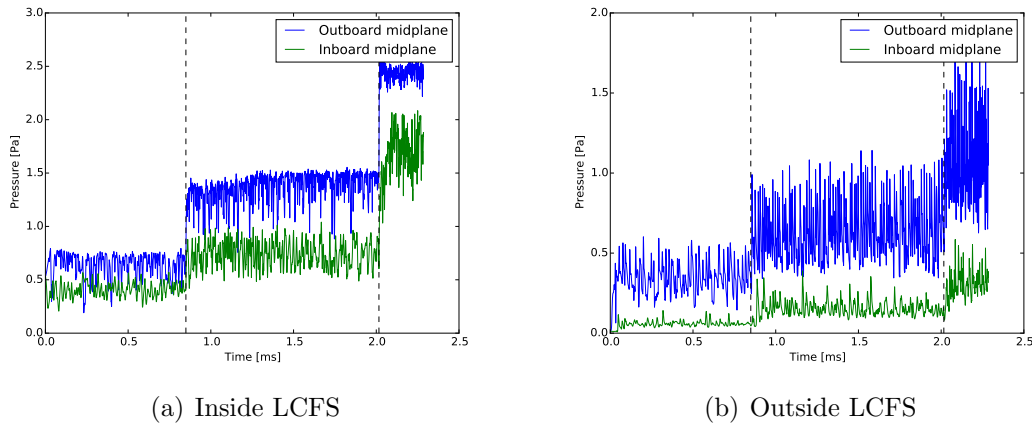 3.0
2.5
2.0
1.5
1.0
0.5
0.0
Pressure [Pa]
0.0 0.5 1.0 1.5 2.0 2.5
Time [ms]
Outboard midplane
Inboard midplane
(a) Inside LCFS
2.0
1.5
1.0
0.5
0.0
Pressure [Pa]
0.0 0.5 1.0 1.5 2.0 2.5
Time [ms]
Outboard midplane
Inboard midplane
(b) Outside LCFS